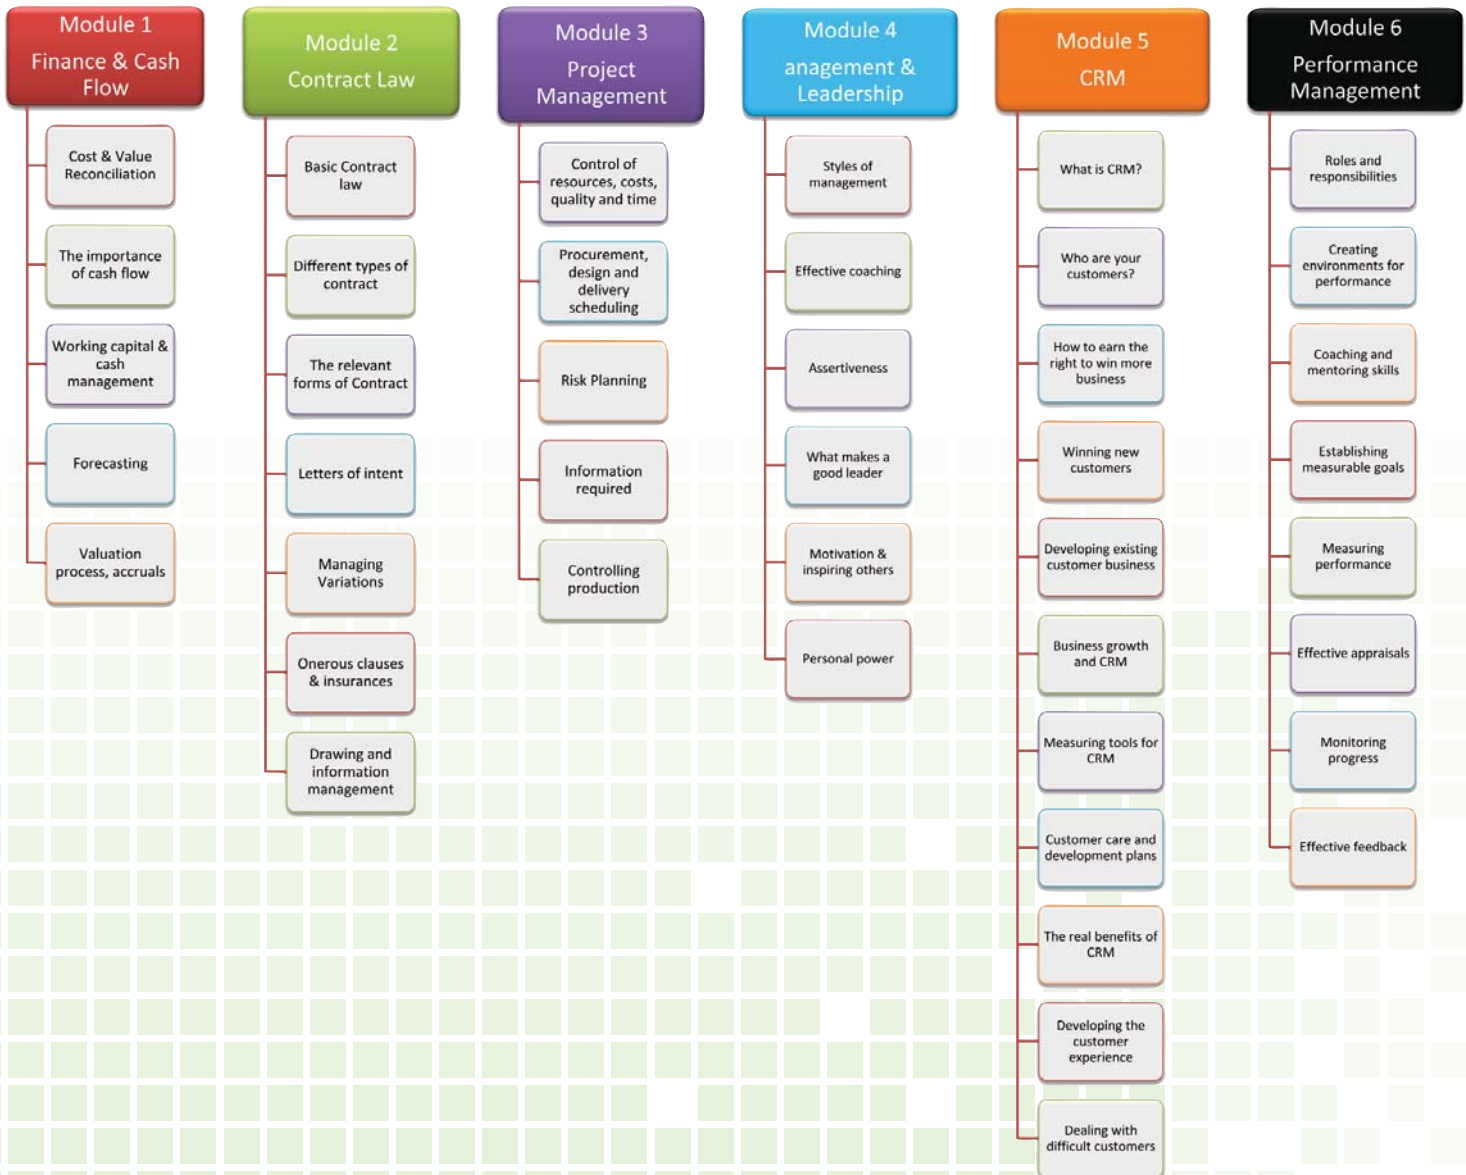 Module 1
Finance & Cash
Flow
Cost & Value
Reconciliation
The importance
of cash flow
Working capital &
cash
management
Forecasting
Valuation
process, accruals
Module 2
Contract Law
Basic Contract
law
Different types of
contract
The relevant
forms of Contract
Letters of intent
Managing
Variations
Onerous clauses
& insurances
Drawing and
information
management
Module 3
Project
Management
Control of
resources, costs,
quality and time
Procurement,
design and
delivery
scheduling
Risk Planning
Information
required
Controlling
production
Module 4
anagement &
Leadership
Styles of
management
Effective coaching
Assertiveness
What makes a
good leader
Motivation &
inspiring others
Personal power
Module 5
CRM
What is CRM?
Who are your
customers?
How to earn the
right to win more
business
Winning new
customers
Developing existing
customer business
Business growth
and CRM
Measuring tools for
CRM
Customer care and
development plans
The real benefits of
CRM
Developing the
customer
experience
Dealing with
difficult customers
Module 6
Performance
Management
Roles and
responsibilities
Creating
environments for
performance
Coaching and
mentoring skills
Establishing
measurable goals
Measuring
performance
Effective appraisals
Monitoring
progress
Effective feedback